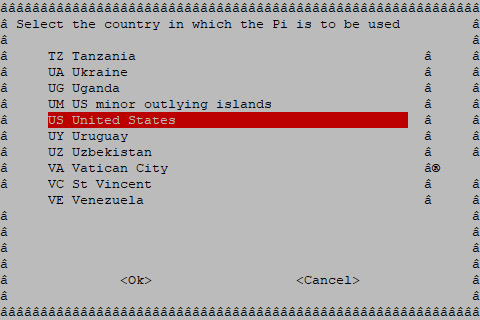 âââââââââââââââââââââââââââââââââââââââââââââââââââââââââââ
â Select the country in which the Pi is to be used â
â
â TZ Tanzania â â
â UA Ukraine â â
â UG Uganda â â
â UM US minor outlying islands â â
â US United States â â
â UY Uruguay â â
â UZ Uzbekistan â â
â VA Vatican City â®
â VC St Vincent â â
â VE Venezuela â â
â
â
â
â <Ok> <Cancel> â
â
âââââââââââââââââââââââââââââââââââââââââââââââââââââââââââ